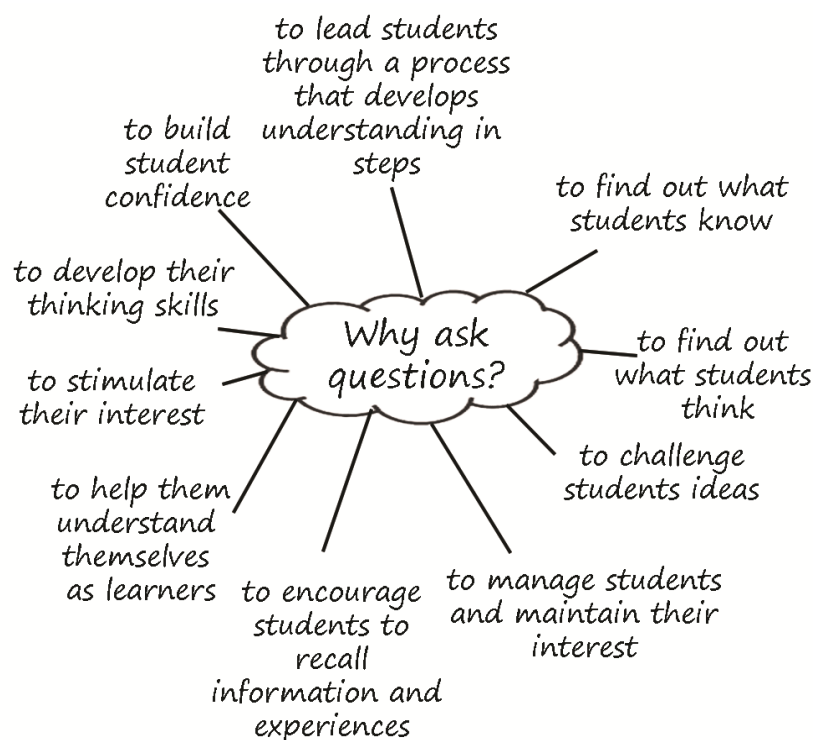 to lead students
through a process
that develops
understanding in
steps
to build
student
confidence
to find out what
students know
to develop their
thinking skills
Why ask
questions?
to find out
what students
think
to stimulate
their interest
to challenge
students ideas
to help them
understand
themselves
as learners
to encourage
students to
recall
information and
experiences
to manage students
and maintain their
interest